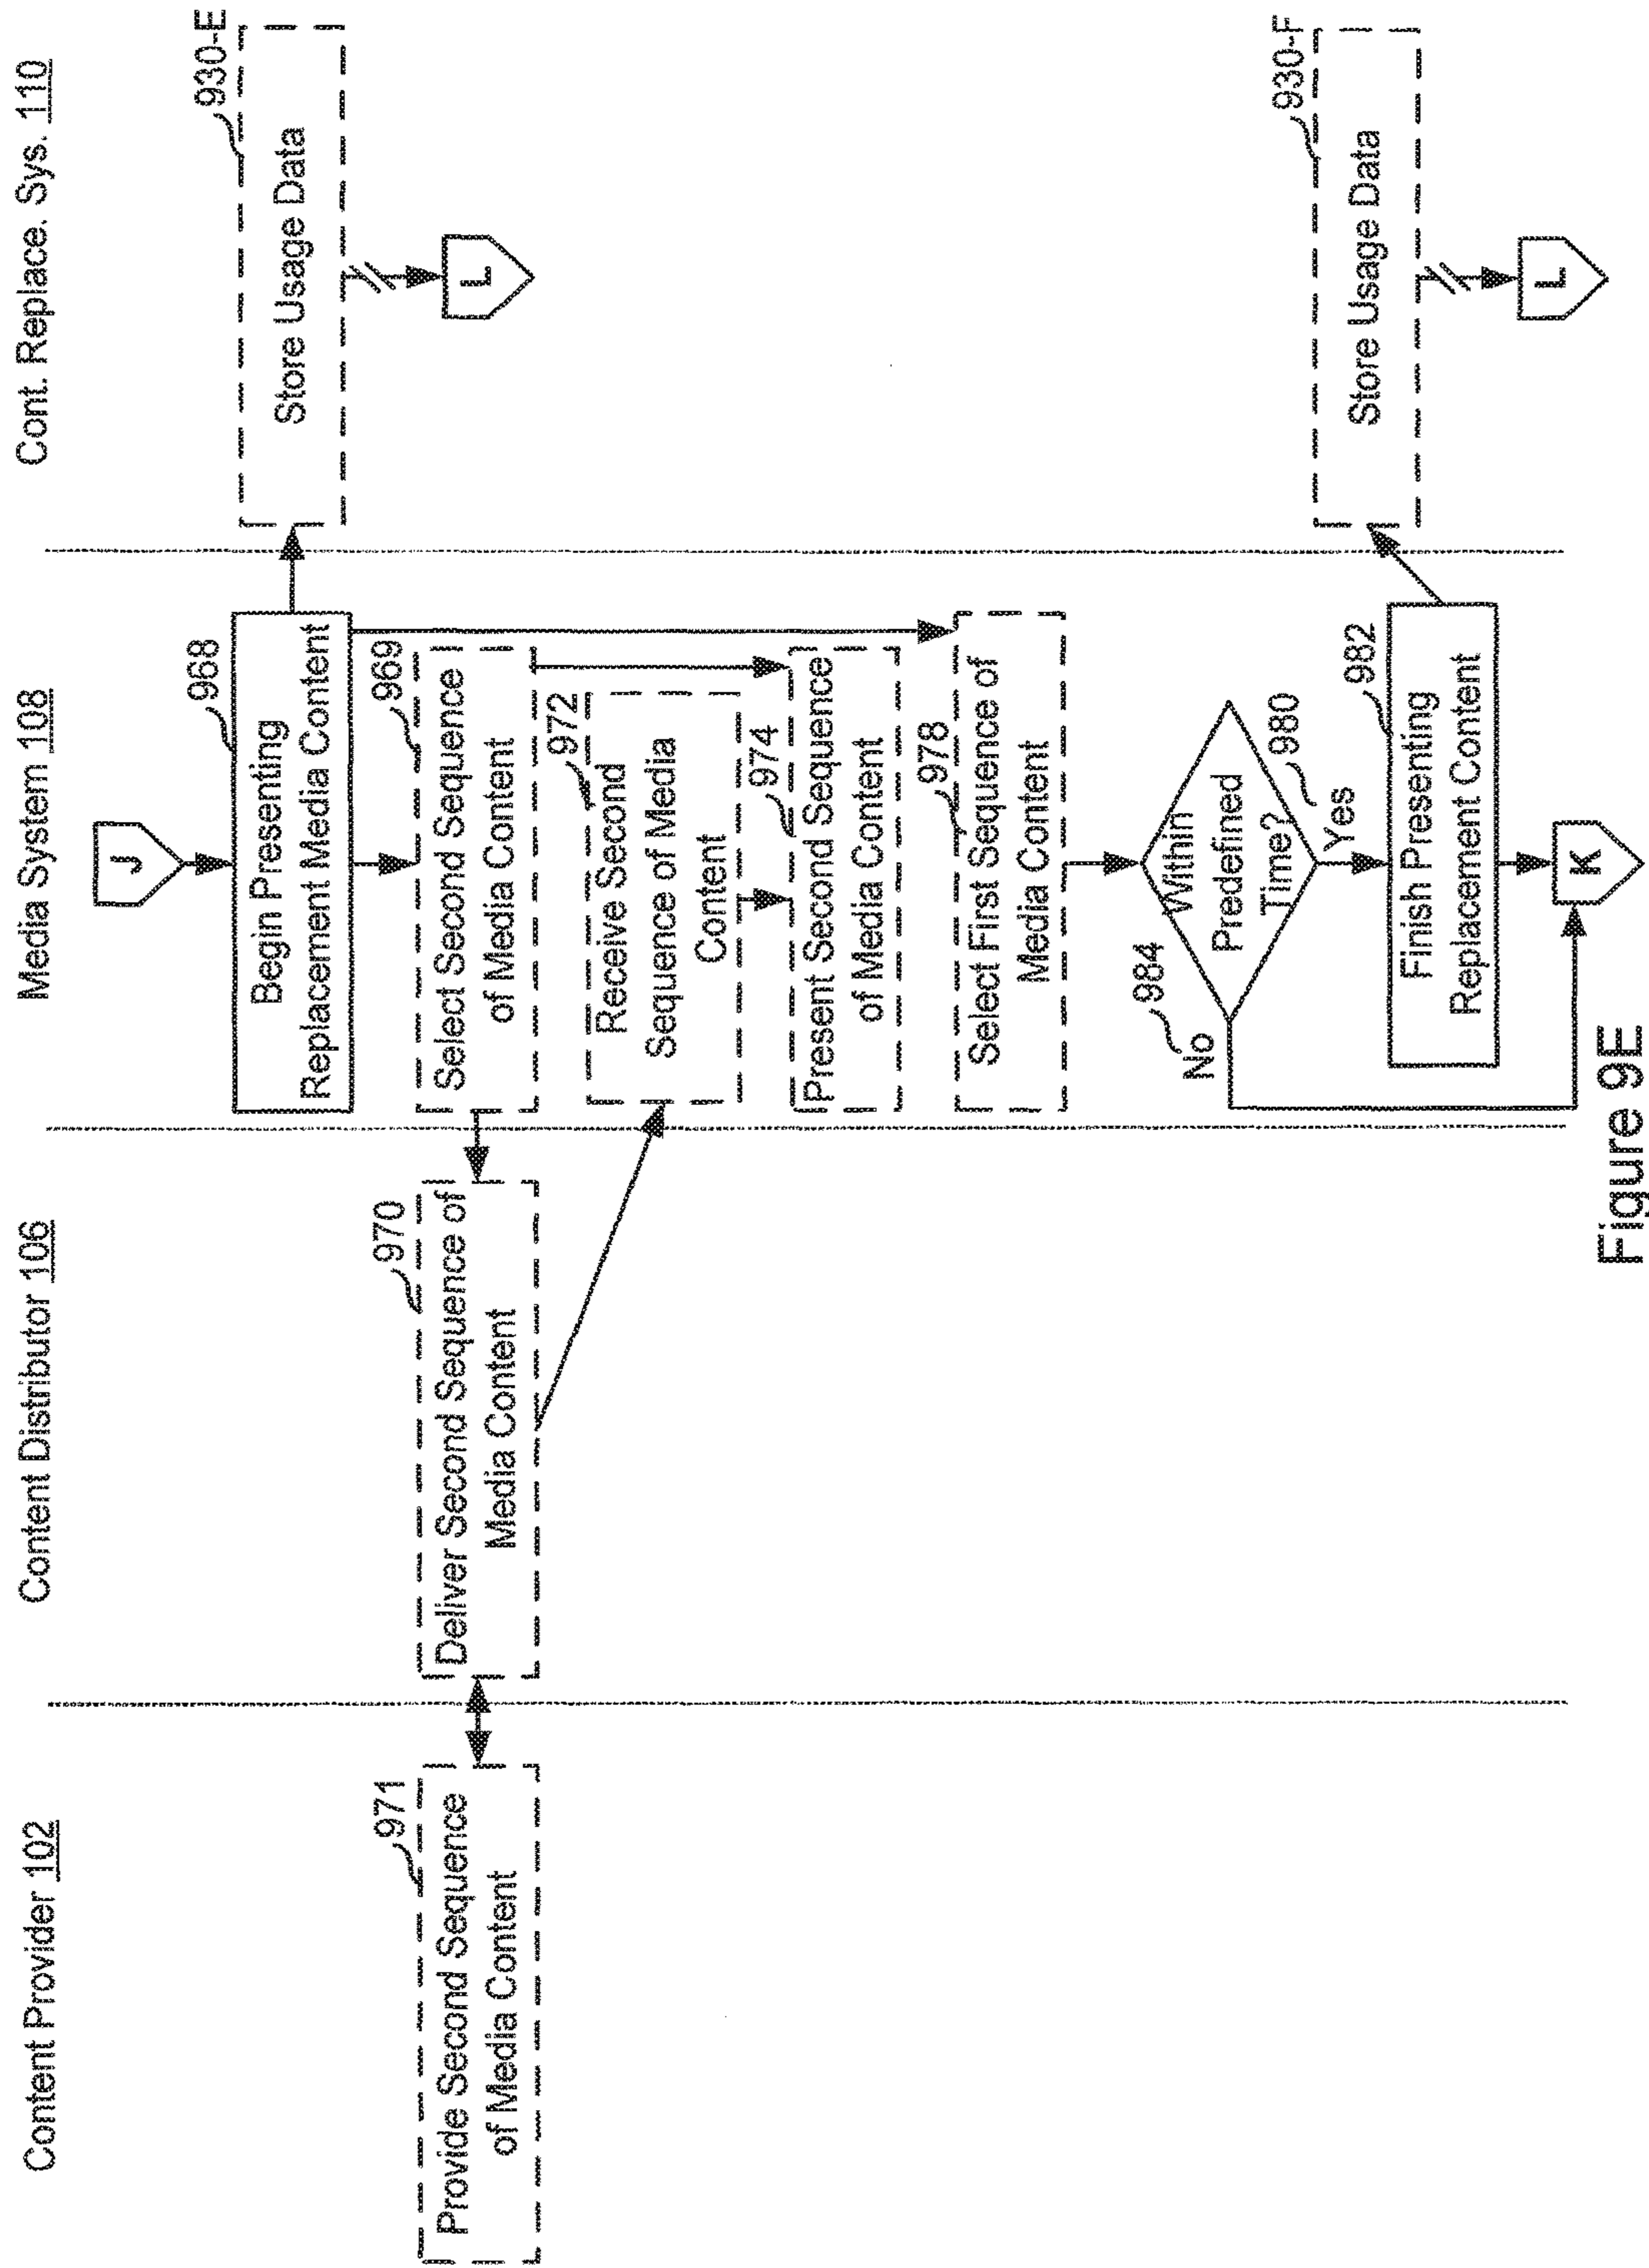 Content Provider 102
Content Distributor 106
Media System 108
Cont. Replace. Sys. 110
J
968
Begin Presenting
Replacement Media Content
930-E
Store Usage Data
L
971
Provide Second Sequence
of Media Content
970
Deliver Second Sequence of
Media Content
969
Select Second Sequence
of Media Content
972
Receive Second
Sequence of Media
Content
974
Present Second Sequence
of Media Content
978
Select First Sequence of
Media Content
984
No
Within
Predefined
Time?
980
Yes
982
Finish Presenting
Replacement Content
930-F
Store Usage Data
L
K
Figure 9E